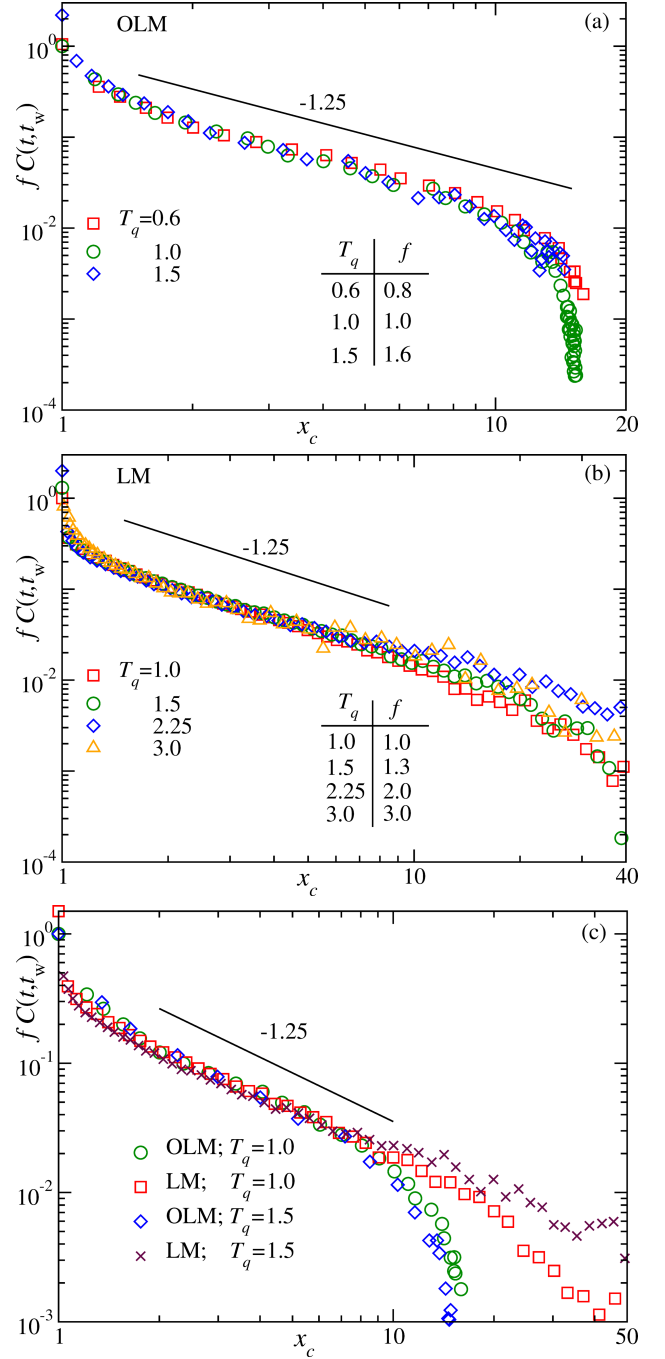 (a)
OLM
10^0
-1.25
f C(t,t_w)
T_q=0.6
1.0
1.5
T_q f
0.6 0.8
1.0 1.0
1.5 1.6
10^-2
10^-4
1 10 20
x_c
(b)
LM
10^0
-1.25
f C(t,t_w)
T_q=1.0
1.5
2.25
3.0
T_q f
1.0 1.0
1.5 1.3
2.25 2.0
3.0 3.0
10^-2
10^-4
1 10 40
x_c
(c)
10^0
-1.25
10^-1
f C(t,t_w)
OLM; T_q=1.0
LM; T_q=1.0
OLM; T_q=1.5
LM; T_q=1.5
10^-2
10^-3
1 10 50
x_c